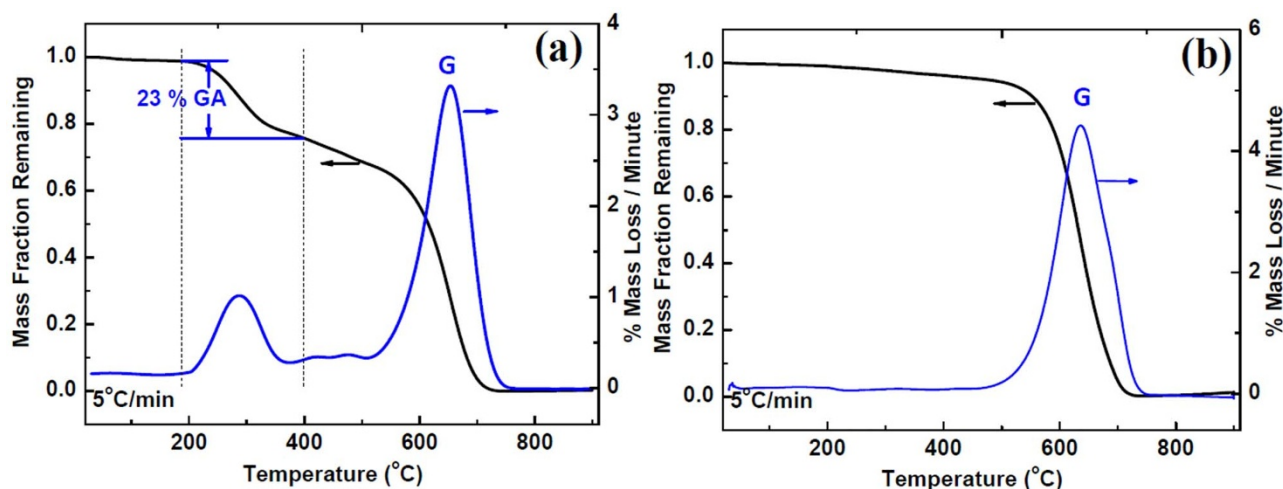 (a)
Mass Fraction Remaining
1.0
0.8
0.6
0.4
0.2
0.0
23 % GA
G
5°C/min
200
400
600
800
Temperature (°C)
4
3
2
1
0
% Mass Loss / Minute
(b)
Mass Fraction Remaining
1.0
0.8
0.6
0.4
0.2
0.0
G
5°C/min
200
400
600
800
Temperature (°C)
6
4
2
0
% Mass Loss / Minute